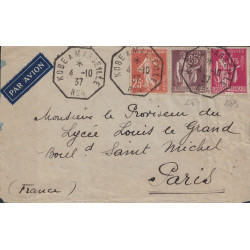 PAR AVION
KOBE A MARSEILLE
4 -10
37
Monsieur le Proviseur du
Lycée Louis le Grand
Boul.d Saint Michel
Paris
(France)